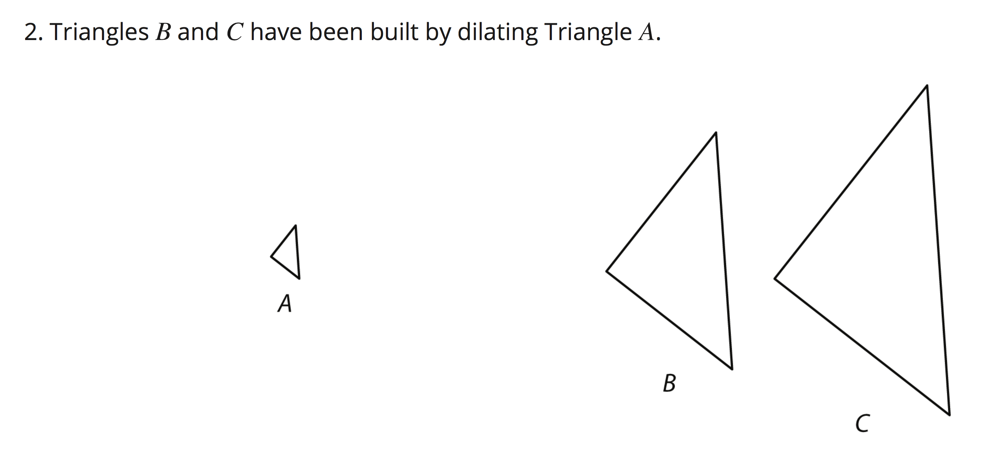 2. Triangles B and C have been built by dilating Triangle A.
A
B
C